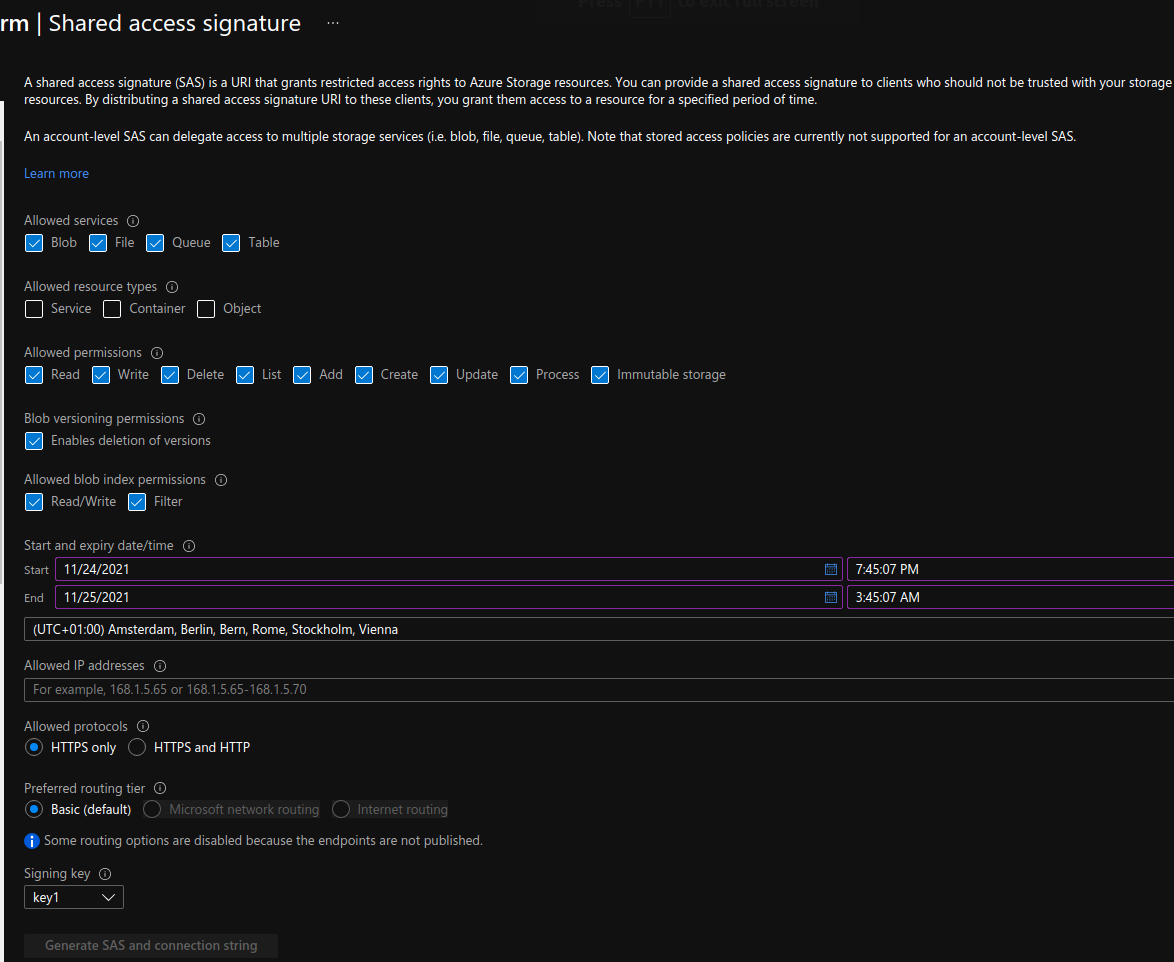 rm | Shared access signature ...
A shared access signature (SAS) is a URI that grants restricted access rights to Azure Storage resources. You can provide a shared access signature to clients who should not be trusted with your storage
resources. By distributing a shared access signature URI to these clients, you grant them access to a resource for a specified period of time.
An account-level SAS can delegate access to multiple storage services (i.e. blob, file, queue, table). Note that stored access policies are currently not supported for an account-level SAS.
Learn more
Allowed services
Blob File Queue Table
Allowed resource types
Service Container Object
Allowed permissions
Read Write Delete List Add Create Update Process Immutable storage
Blob versioning permissions
Enables deletion of versions
Allowed blob index permissions
Read/Write Filter
Start and expiry date/time
Start 11/24/2021 7:45:07 PM
End 11/25/2021 3:45:07 AM
(UTC+01:00) Amsterdam, Berlin, Bern, Rome, Stockholm, Vienna
Allowed IP addresses
For example, 168.1.5.65 or 168.1.5.65-168.1.5.70
Allowed protocols
HTTPS only HTTPS and HTTP
Preferred routing tier
Basic (default) Microsoft network routing Internet routing
Some routing options are disabled because the endpoints are not published.
Signing key
key1
Generate SAS and connection string